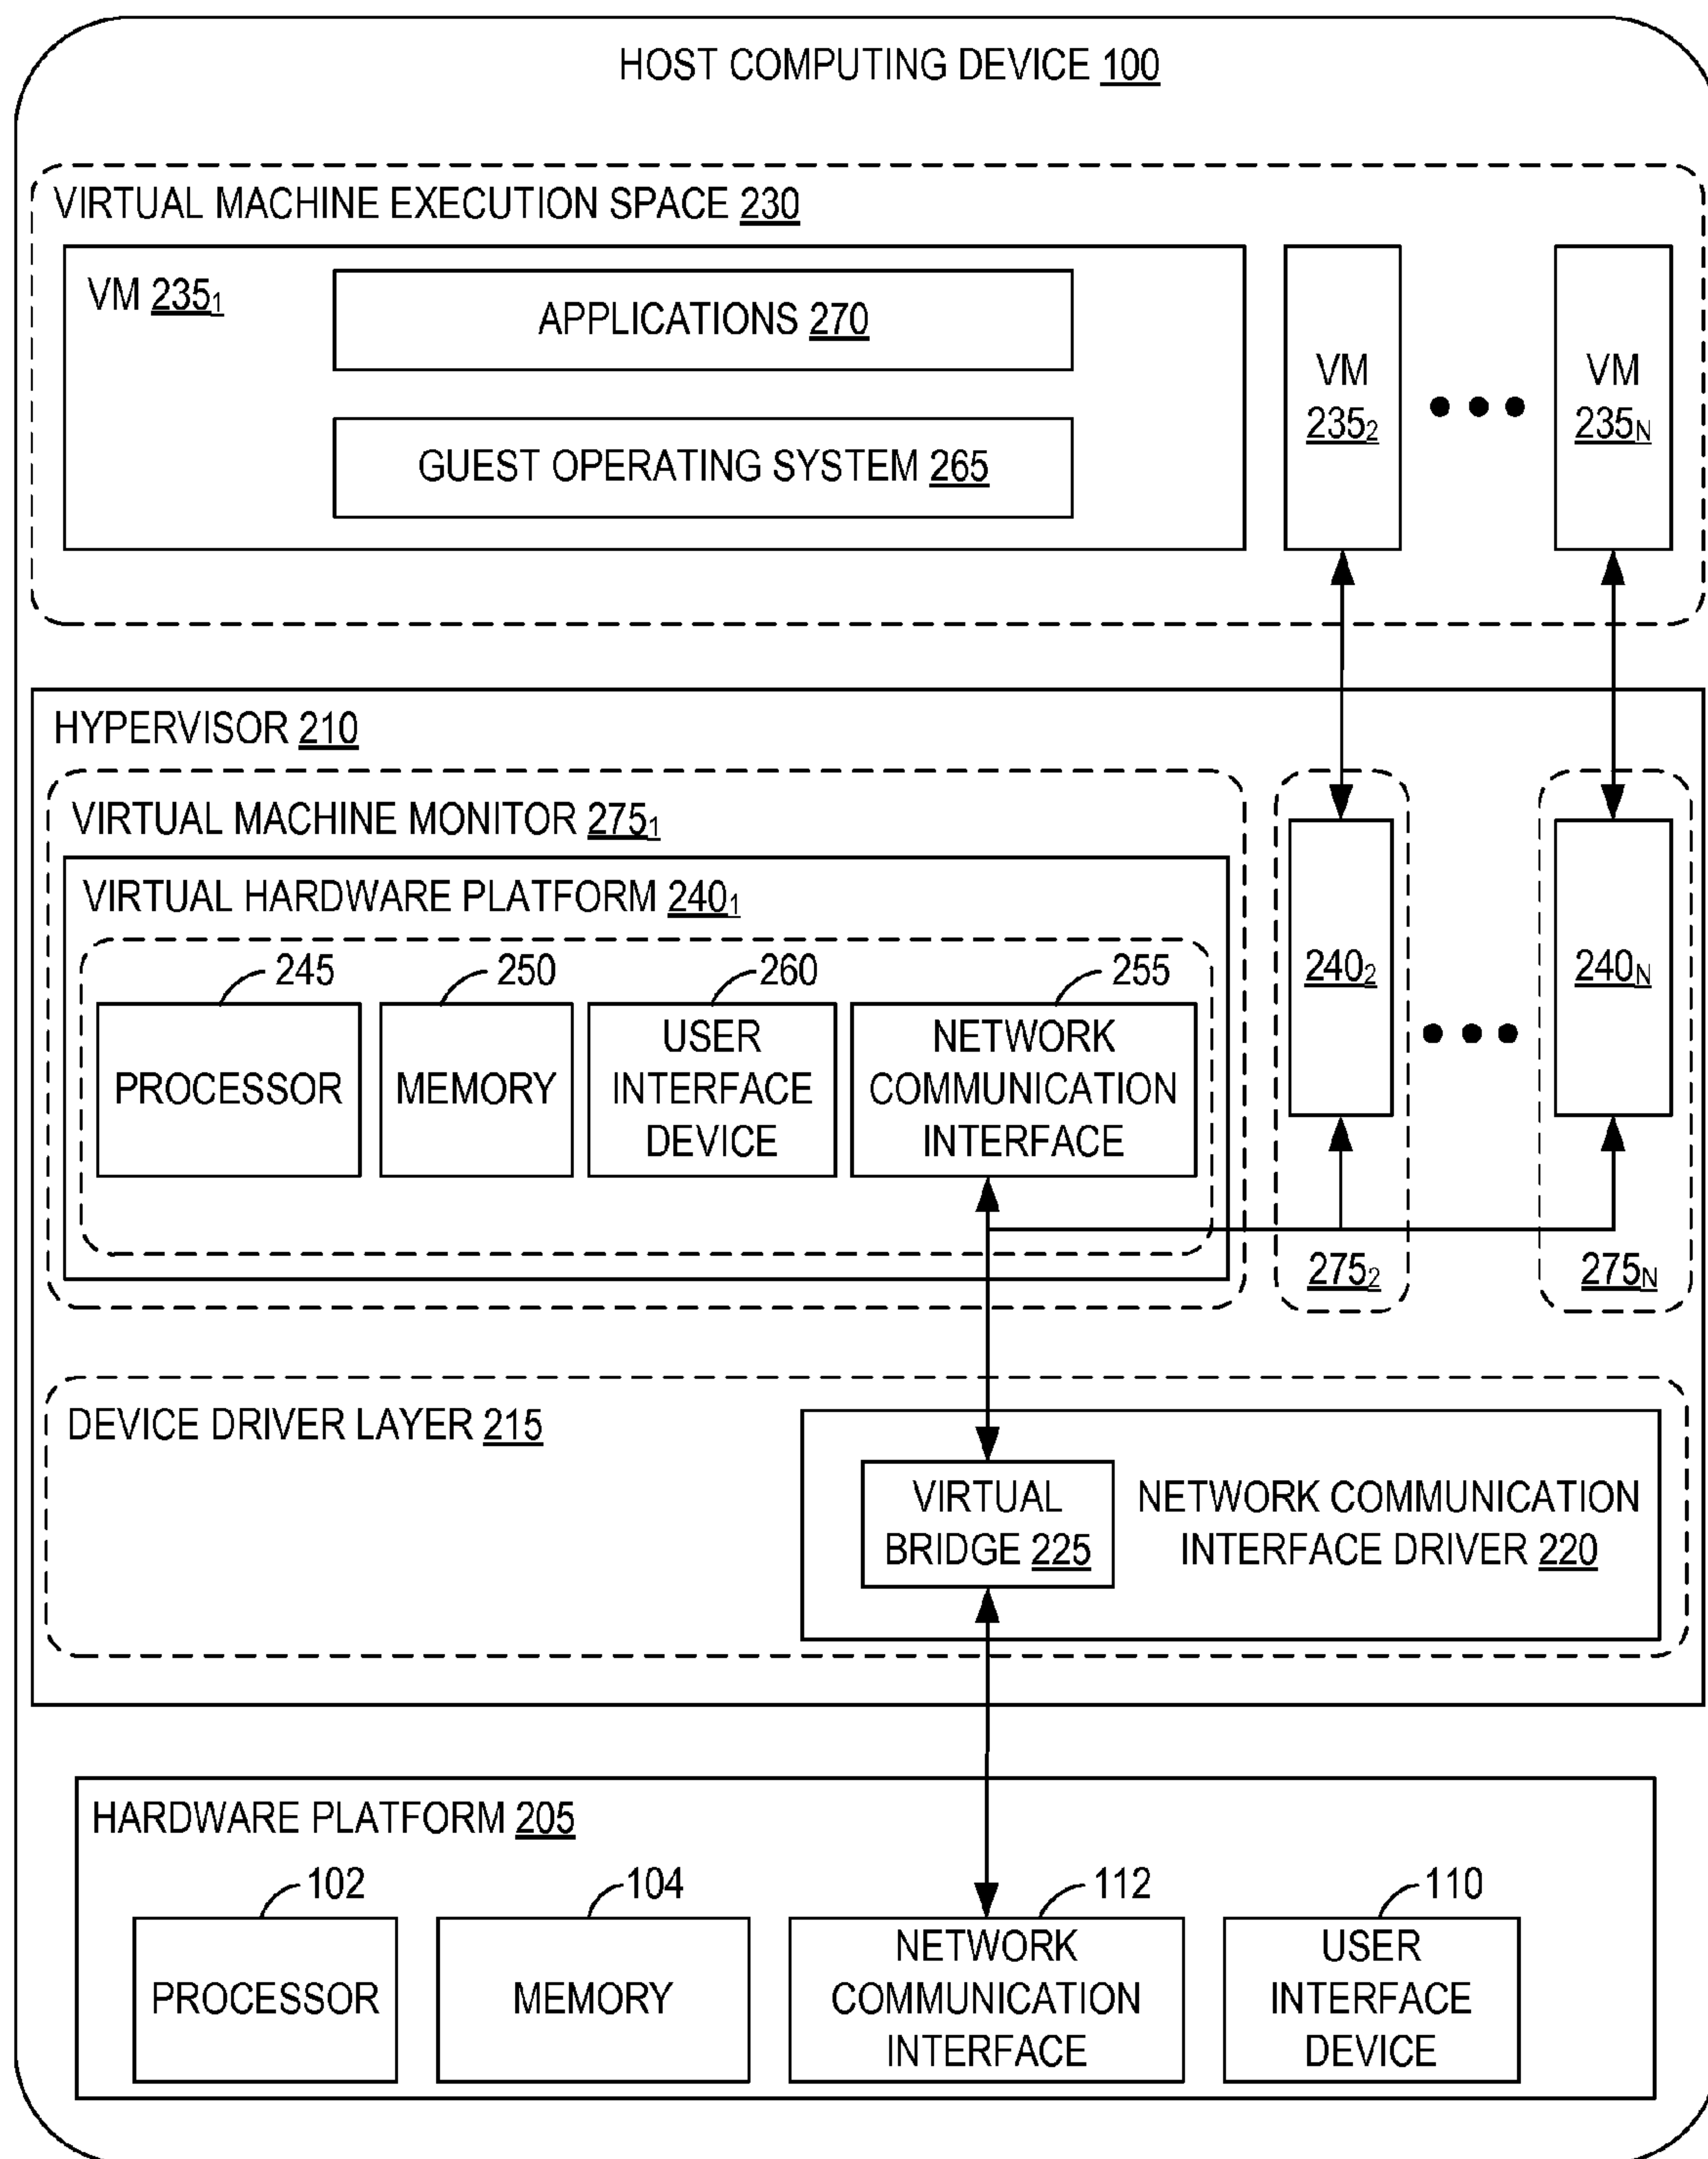 HOST COMPUTING DEVICE 100
VIRTUAL MACHINE EXECUTION SPACE 230
VM 235₁
APPLICATIONS 270
GUEST OPERATING SYSTEM 265
VM
235₂
VM
235N
HYPERVISOR 210
VIRTUAL MACHINE MONITOR 275₁
VIRTUAL HARDWARE PLATFORM 240₁
245
250
260
255
PROCESSOR
MEMORY
USER
INTERFACE
DEVICE
NETWORK
COMMUNICATION
INTERFACE
240₂
240N
275₂
275N
DEVICE DRIVER LAYER 215
VIRTUAL
BRIDGE 225
NETWORK COMMUNICATION
INTERFACE DRIVER 220
HARDWARE PLATFORM 205
102
104
112
110
PROCESSOR
MEMORY
NETWORK
COMMUNICATION
INTERFACE
USER
INTERFACE
DEVICE